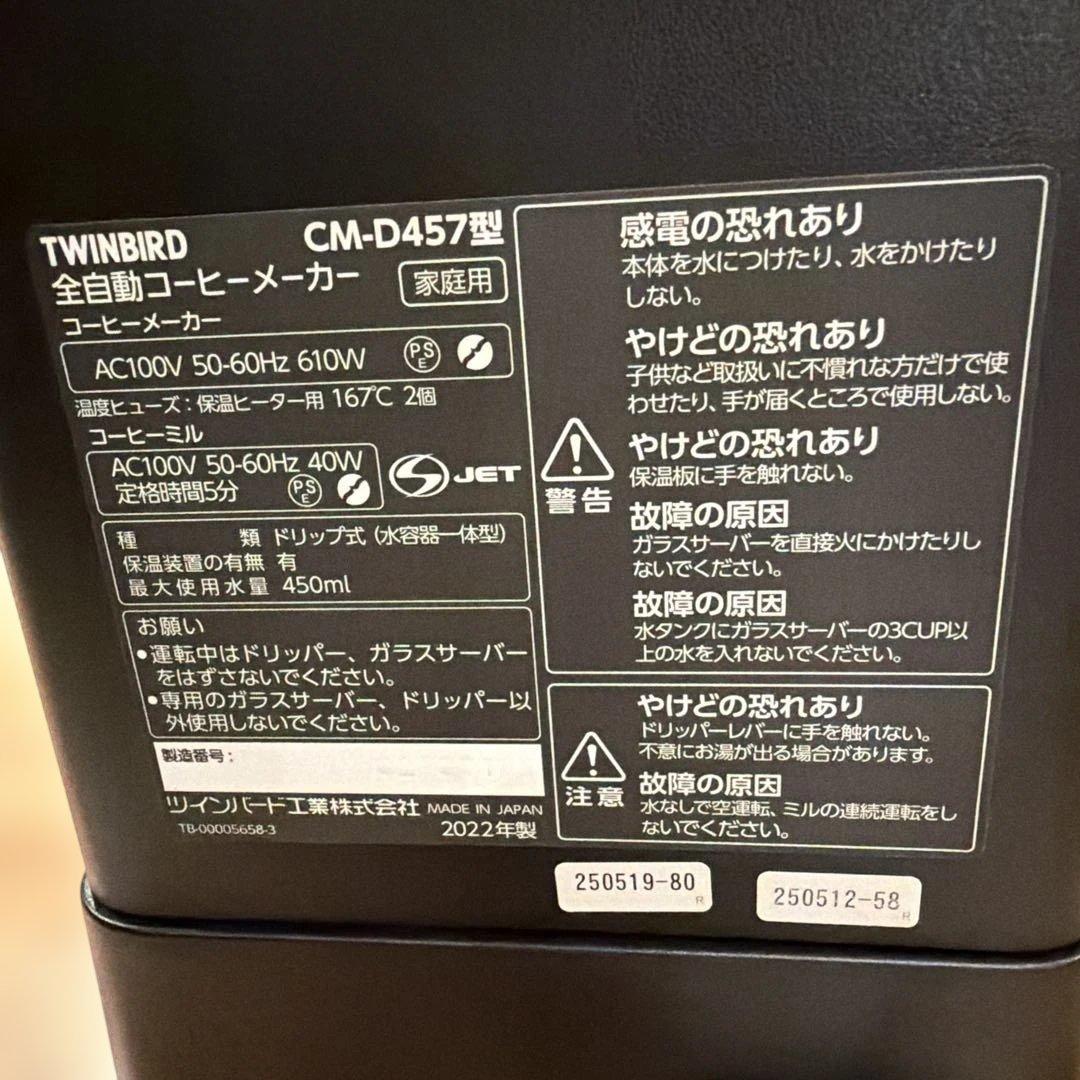 TWINBIRD CM-D457型
全自動コーヒーメーカー 家庭用
コーヒーメーカー
AC100V 50-60Hz 610W PSE
温度ヒューズ：保温ヒーター用 167℃ 2個
コーヒーミル
AC100V 50-60Hz 40W
定格時間5分 PSE
JET
種類 ドリップ式（水容器一体型）
保温装置の有無 有
最大使用水量 450ml
お願い
●運転中はドリッパー、ガラスサーバー
をはずさないでください。
●専用のガラスサーバー、ドリッパー以
外使用しないでください。
製造番号：
ツインバード工業株式会社 MADE IN JAPAN
TB-00005658-3 2022年製
警告
感電の恐れあり
本体を水につけたり、水をかけたり
しない。
やけどの恐れあり
子供など取扱いに不慣れな方だけで使
わせたり、手が届くところで使用しない。
やけどの恐れあり
保温板に手を触れない。
故障の原因
ガラスサーバーを直接火にかけたりし
ないでください。
故障の原因
水タンクにガラスサーバーの3CUP以
上の水を入れないでください。
注意
やけどの恐れあり
ドリッパーレバーに手を触れない。
不意にお湯が出る場合があります。
故障の原因
水なしで空運転、ミルの連続運転をし
ないでください。
250519-80
R
250512-58
R